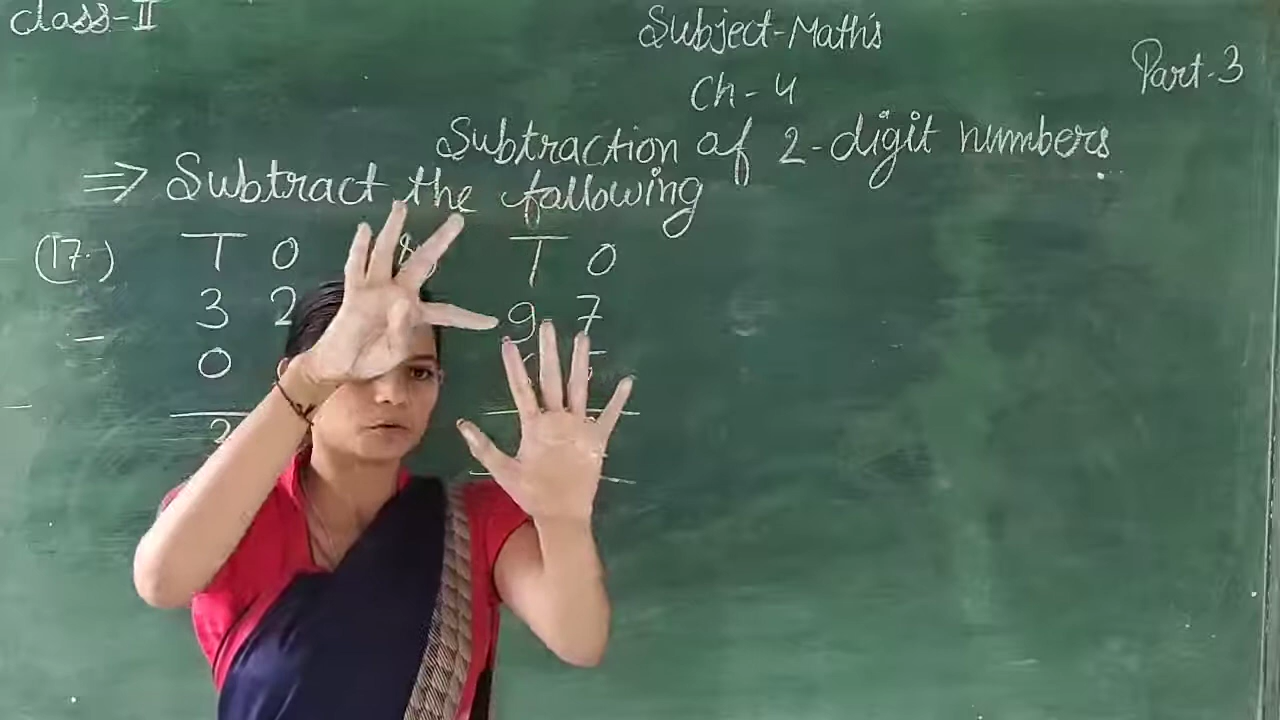 Class-II
Subject-Maths
Part-3
Ch-4
Subtraction of 2-digit numbers.
⇒ Subtract the following
(17.) T O T O
3 2 9 7
- 0
2